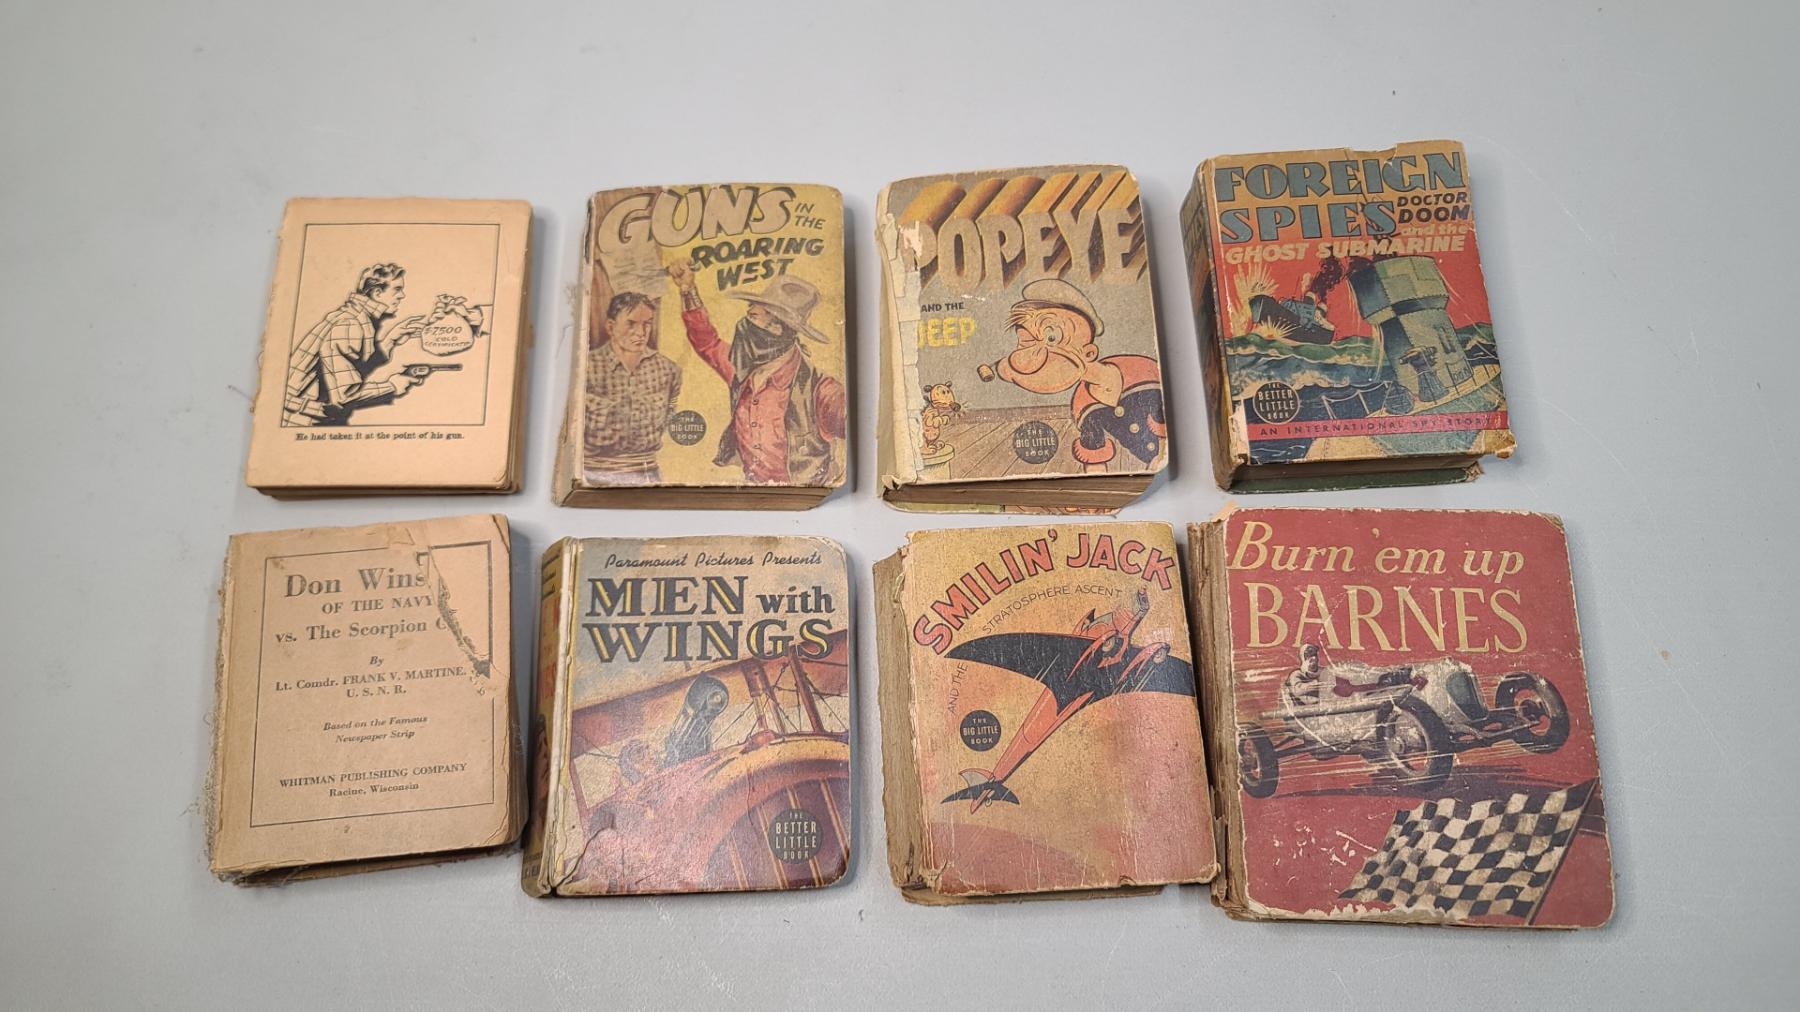 $7500
GOLD
CERTIFICATE
He had taken it at the point of his gun.
GUNS IN THE
ROARING
WEST
THE
BIG LITTLE
BOOK
POPEYE
AND THE
JEEP
THE
BIG LITTLE
BOOK
FOREIGN
SPIES DOCTOR
DOOM
and the
GHOST SUBMARINE
THE
BETTER
LITTLE
BOOK
AN INTERNATIONAL SPY STORY
Don Wins
OF THE NAVY
vs. The Scorpion G
By
Lt. Comdr. FRANK V. MARTINE
U. S. N. R.
Based on the Famous
Newspaper Strip
WHITMAN PUBLISHING COMPANY
Racine, Wisconsin
Paramount Pictures Presents
MEN with
WINGS
THE
BETTER
LITTLE
BOOK
SMILIN' JACK
AND THE STRATOSPHERE ASCENT
THE
BIG LITTLE
BOOK
Burn 'em up
BARNES